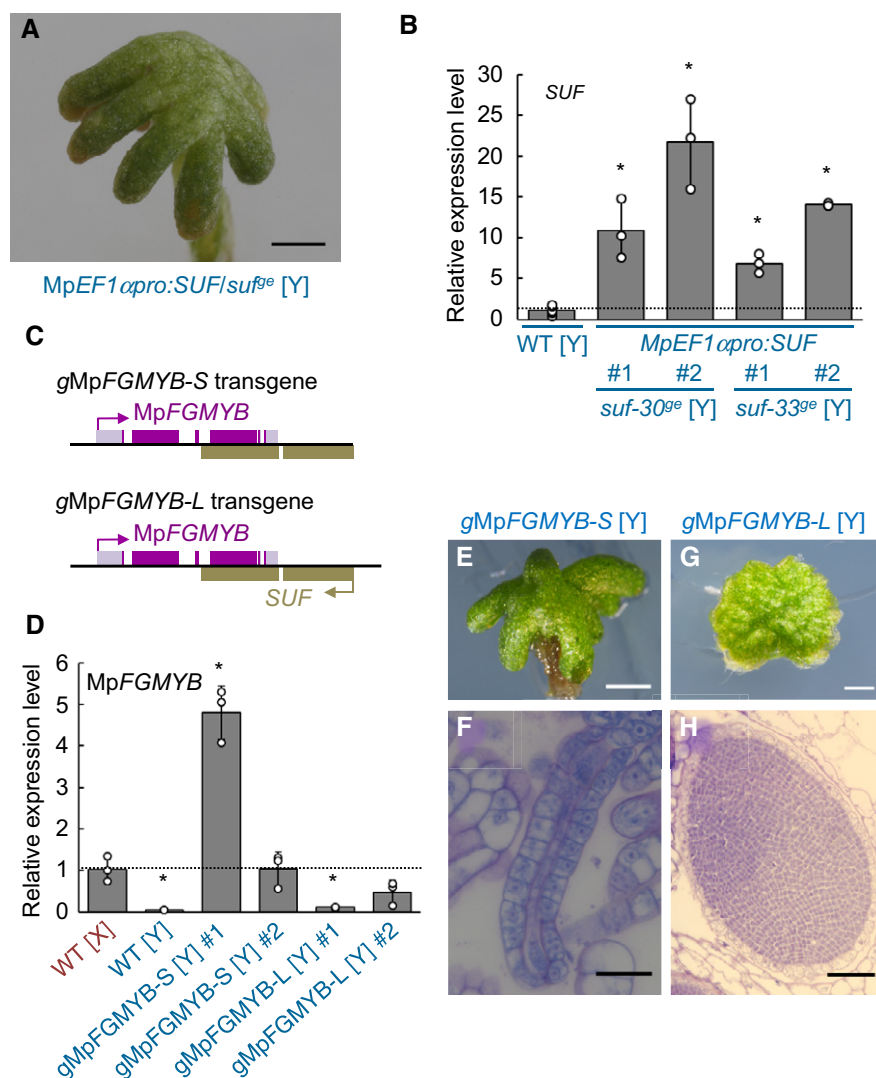 A
MpEF1αpro:SUF/sufge [Y]
B
Relative expression level
30
25
20
15
10
5
0
SUF
*
*
*
*
WT [Y]
MpEF1αpro:SUF
#1 #2 #1 #2
suf-30ge [Y] suf-33ge [Y]
C
gMpFGMYB-S transgene
MpFGMYB
gMpFGMYB-L transgene
MpFGMYB
SUF
D
Relative expression level
6
5
4
3
2
1
0
MpFGMYB
*
*
*
WT [X]
WT [Y]
gMpFGMYB-S [Y] #1
gMpFGMYB-S [Y] #2
gMpFGMYB-L [Y] #1
gMpFGMYB-L [Y] #2
gMpFGMYB-S [Y] gMpFGMYB-L [Y]
E
G
F
H